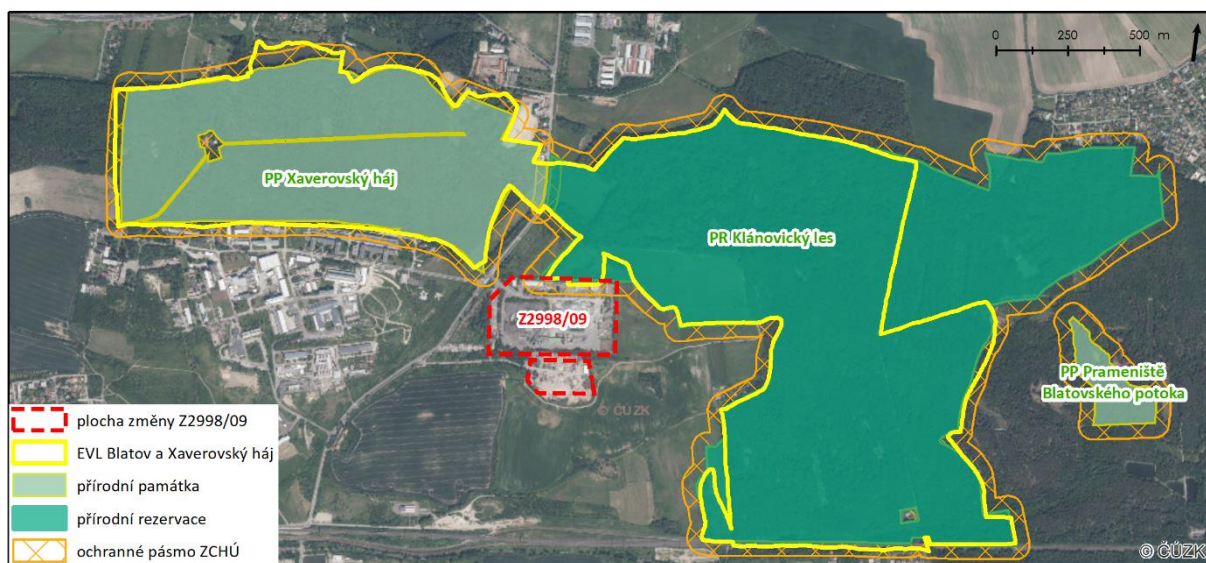 ČÚZK
0 250 500 m
PP Xaverovský háj
PR Klánovický les
Z2998/09
PP Prameniště
Blatovského potoka
© ČÚZK
plocha změny Z2998/09
EVL Blatov a Xaverovský háj
přírodní památka
přírodní rezervace
ochranné pásmo ZCHÚ
© ČÚZK